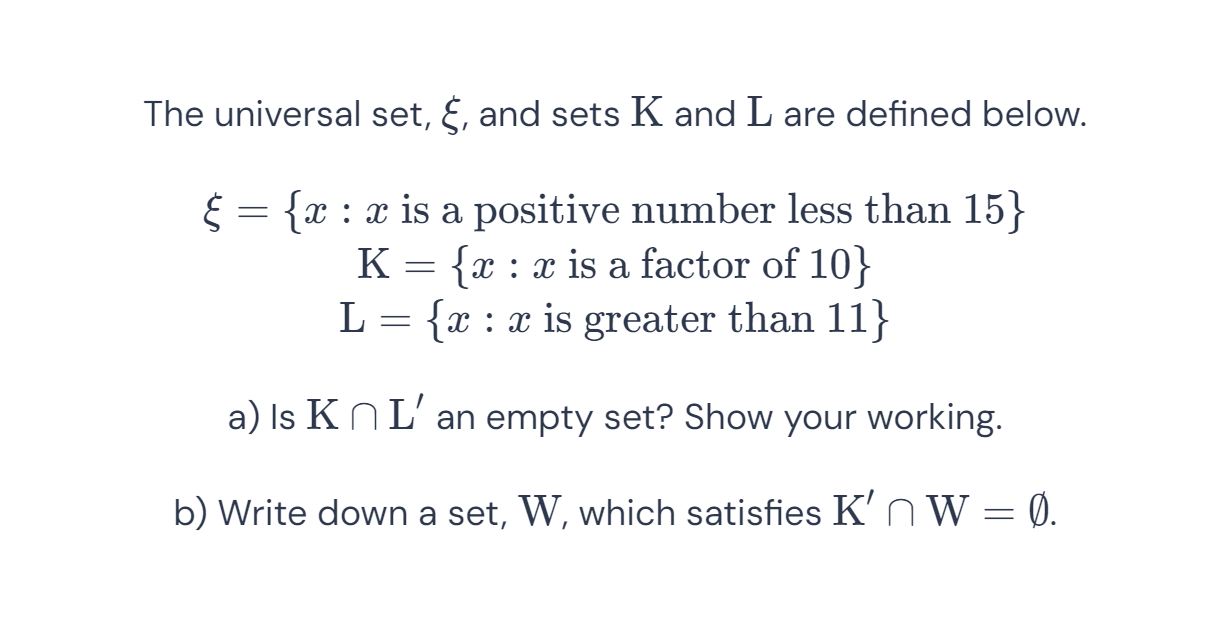 The universal set, ξ, and sets K and L are defined below.
ξ = {x : x is a positive number less than 15}
K = {x : x is a factor of 10}
L = {x : x is greater than 11}
a) Is K ∩ L′ an empty set? Show your working.
b) Write down a set, W, which satisfies K′ ∩ W = ∅.